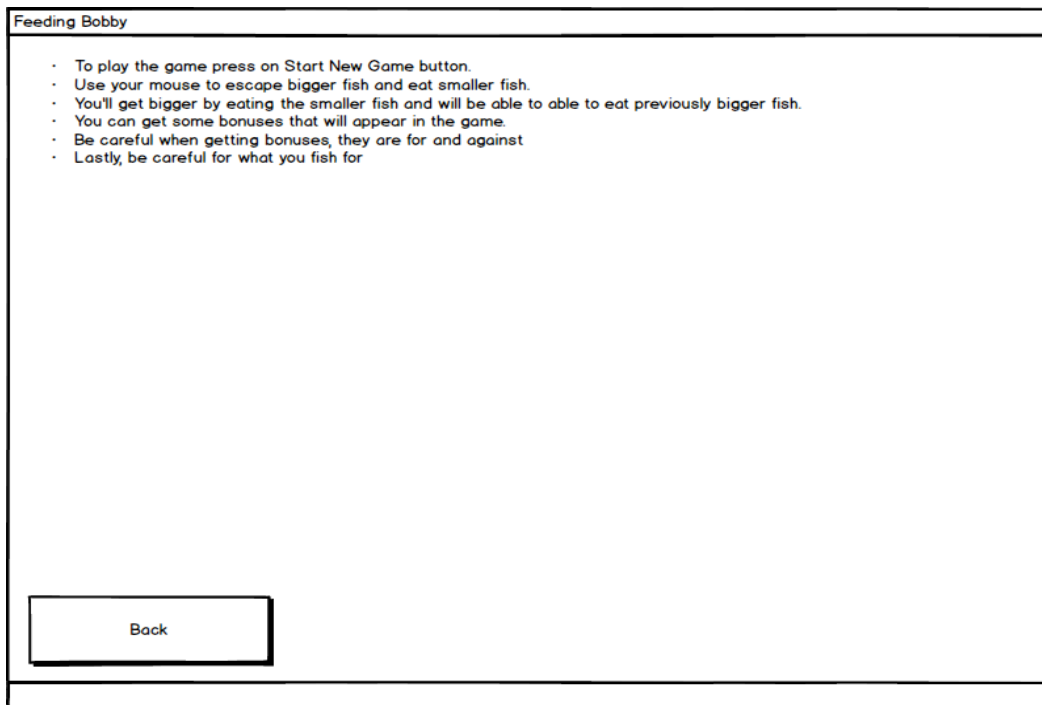 Feeding Bobby
· To play the game press on Start New Game button.
· Use your mouse to escape bigger fish and eat smaller fish.
· You'll get bigger by eating the smaller fish and will be able to able to eat previously bigger fish.
· You can get some bonuses that will appear in the game.
· Be careful when getting bonuses, they are for and against
· Lastly, be careful for what you fish for
Back